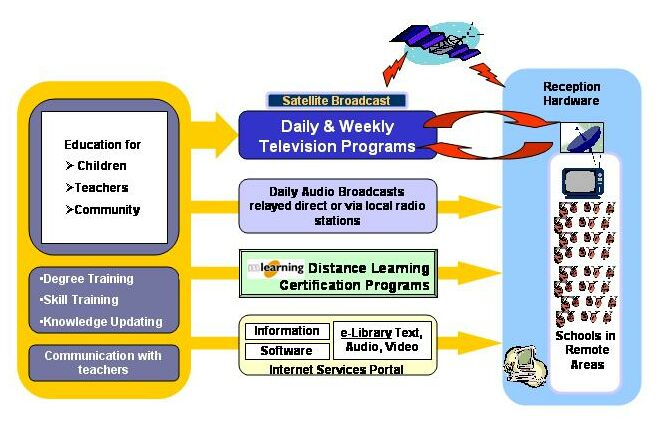 Education for
➢ Children
➢Teachers
➢Community
•Degree Training
•Skill Training
•Knowledge Updating
Communication with
teachers
Satellite Broadcast
Daily & Weekly
Television Programs
Daily Audio Broadcasts
relayed direct or via local radio
stations
learning Distance Learning
Certification Programs
Information
Software
e-Library Text,
Audio, Video
Internet Services Portal
Reception
Hardware
Schools in
Remote
Areas